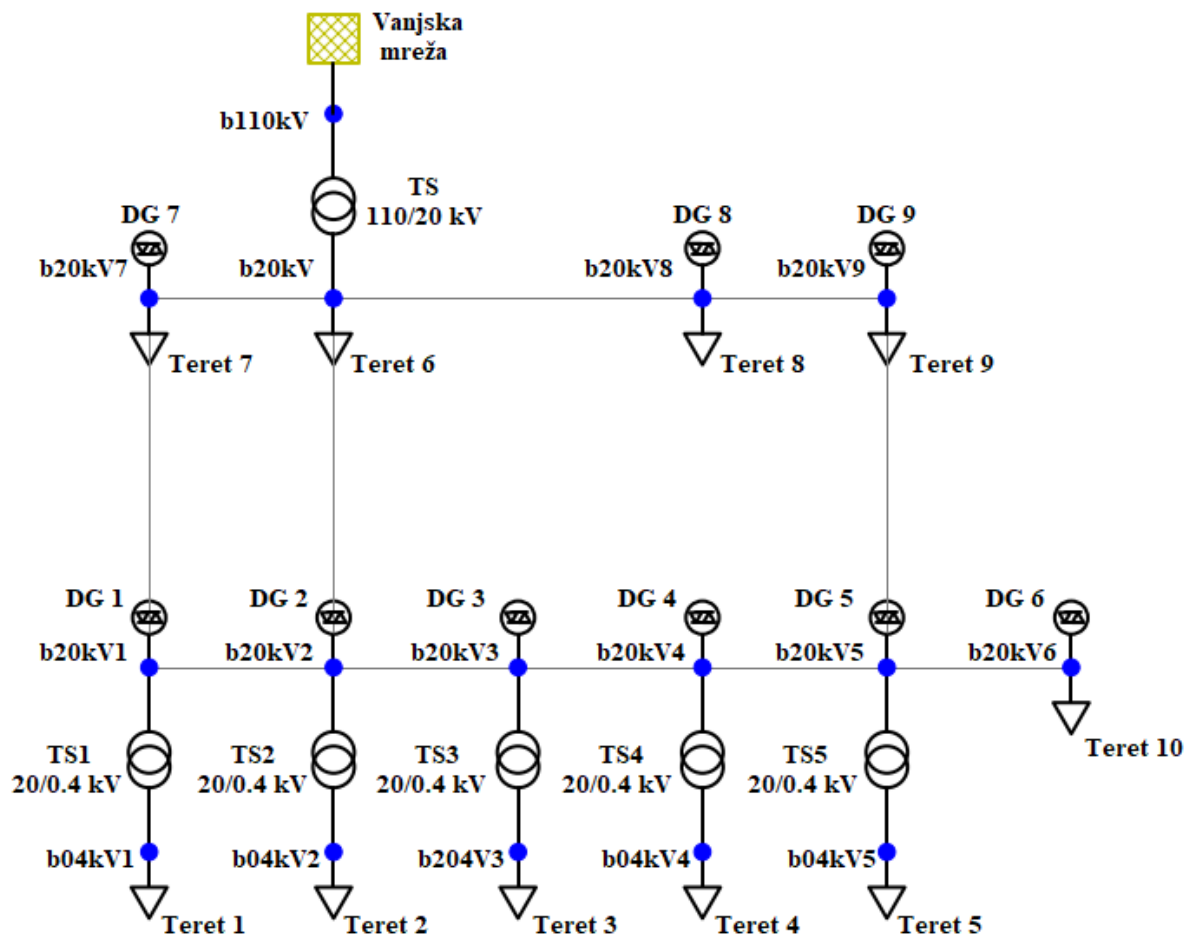 Vanjska
mreža
b110kV
TS
110/20 kV
DG 7
DG 8
DG 9
b20kV7
b20kV
b20kV8
b20kV9
Teret 7
Teret 6
Teret 8
Teret 9
DG 1
DG 2
DG 3
DG 4
DG 5
DG 6
b20kV1
b20kV2
b20kV3
b20kV4
b20kV5
b20kV6
Teret 10
TS1
20/0.4 kV
TS2
20/0.4 kV
TS3
20/0.4 kV
TS4
20/0.4 kV
TS5
20/0.4 kV
b04kV1
b04kV2
b204V3
b04kV4
b04kV5
Teret 1
Teret 2
Teret 3
Teret 4
Teret 5